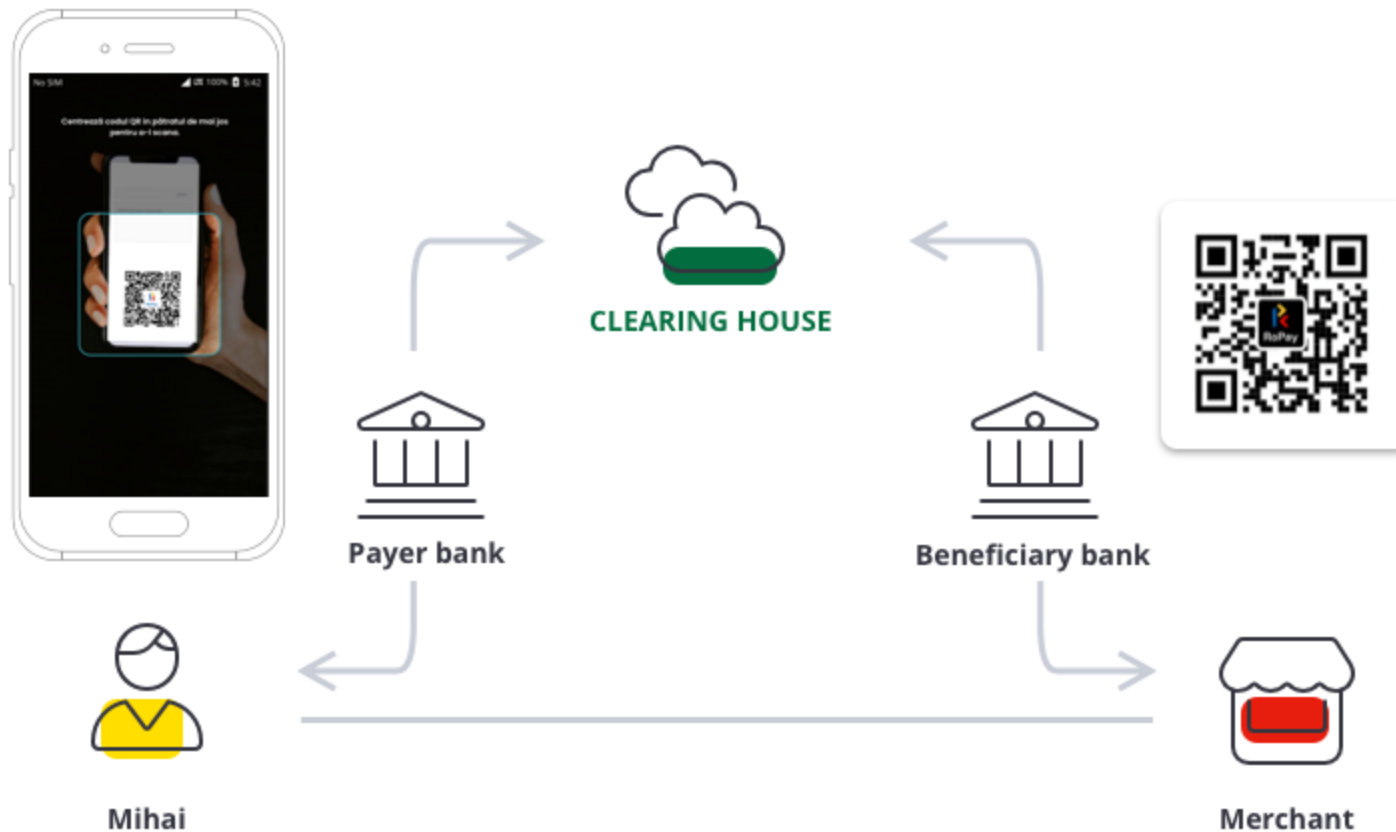 No SIM
100% 5:42
Centrează codul QR in pătratul de mai jos
pentru a-l scana.
CLEARING HOUSE
RoPay
Payer bank
Beneficiary bank
Mihai
Merchant